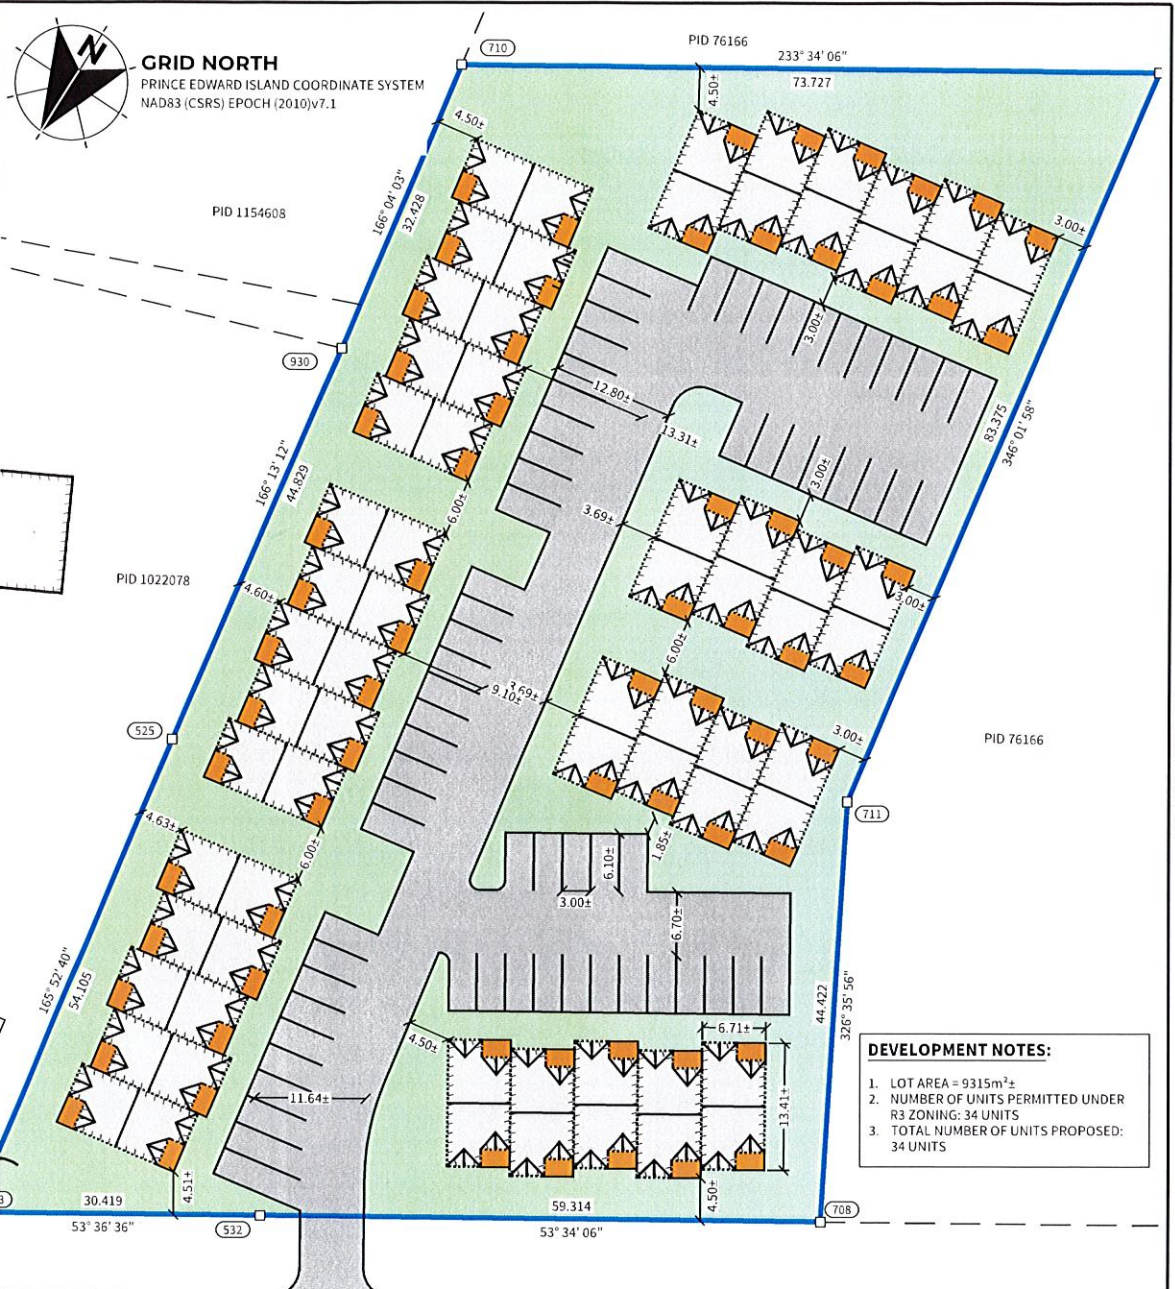 N
GRID NORTH
PRINCE EDWARD ISLAND COORDINATE SYSTEM
NAD83 (CSRS) EPOCH (2010)v7.1
710
PID 76166
233° 34' 06"
73.727
4.50±
4.50±
166° 04' 03"
32.428
PID 1154608
3.00±
3.00±
930
12.80±
13.31±
83.375
346° 01' 58"
3.00±
166° 13' 12"
44.829
6.00±
3.69±
PID 1022078
4.60±
3.00±
6.00±
3.69±
9.10±
525
3.00±
PID 76166
711
4.63±
6.00±
1.85±
6.10±
3.00±
6.70±
165° 52' 40"
54.105
44.422
326° 35' 56"
4.50±
6.71±
11.64±
13.41±
DEVELOPMENT NOTES:
1. LOT AREA = 9315m²±
2. NUMBER OF UNITS PERMITTED UNDER
R3 ZONING: 34 UNITS
3. TOTAL NUMBER OF UNITS PROPOSED:
34 UNITS
4.51±
4.50±
30.419
53° 36' 36"
532
59.314
53° 34' 06"
708